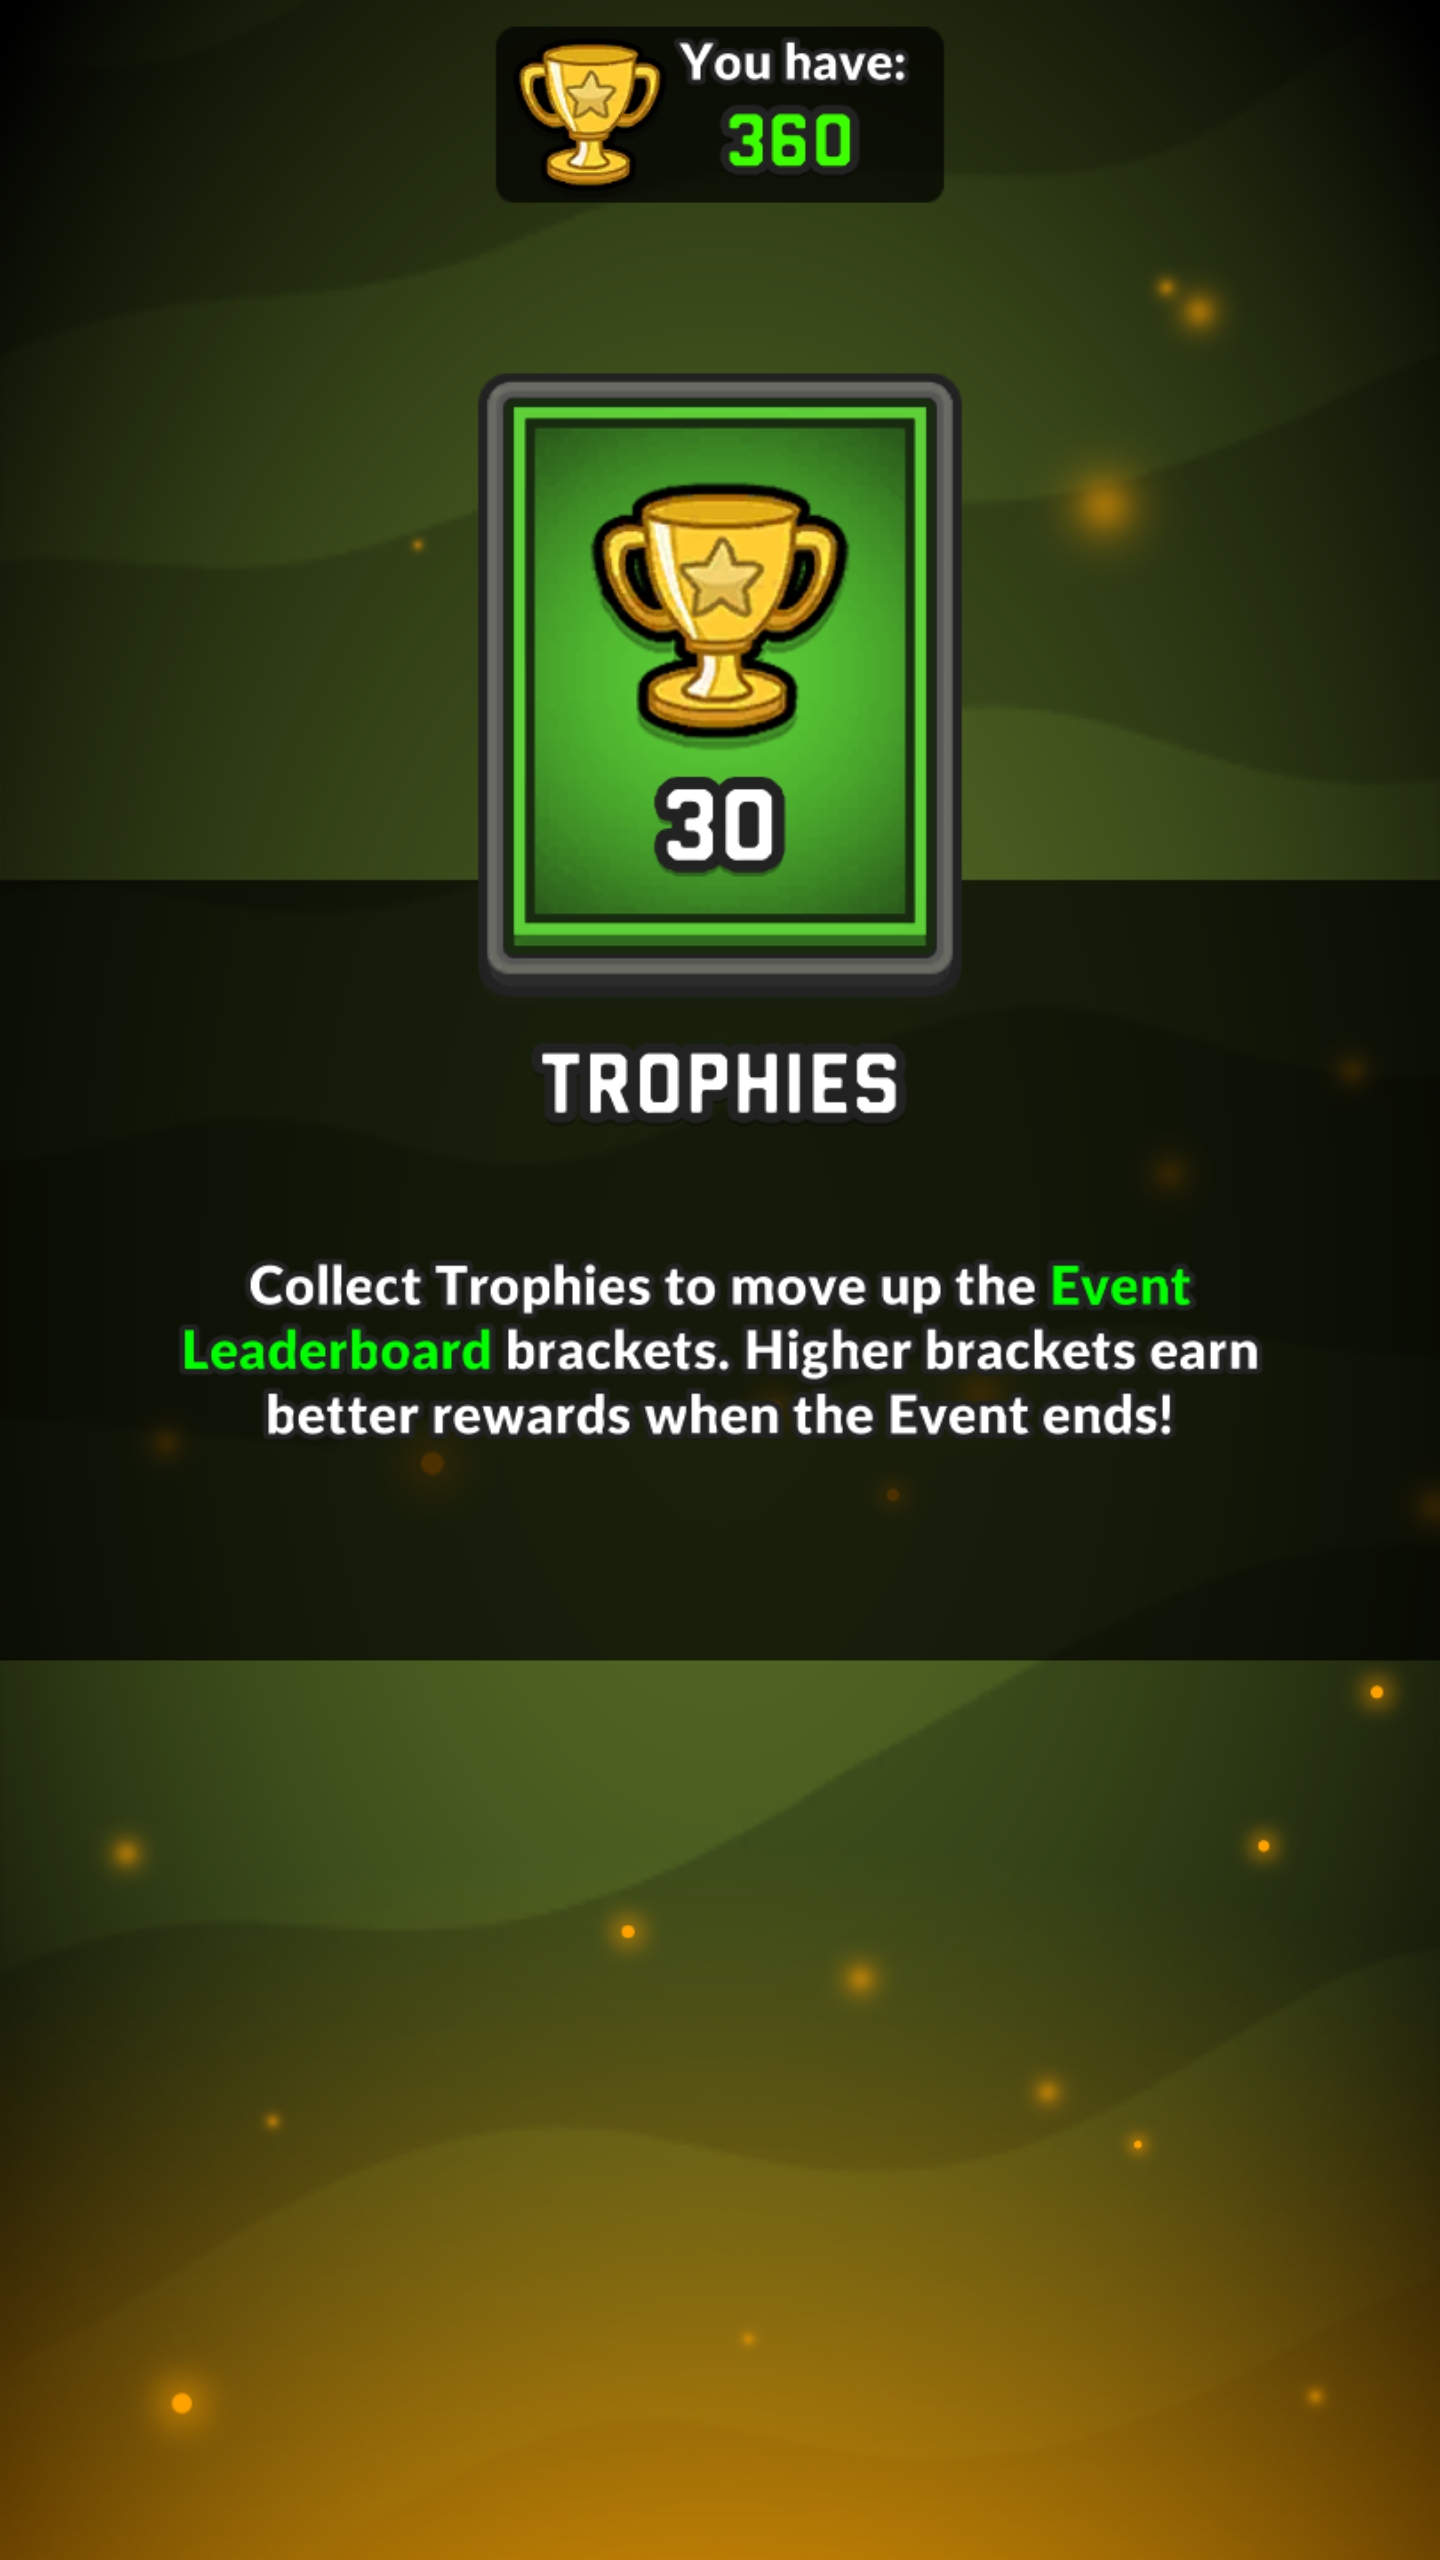 You have:
360
30
TROPHIES
Collect Trophies to move up the Event
Leaderboard brackets. Higher brackets earn
better rewards when the Event ends!